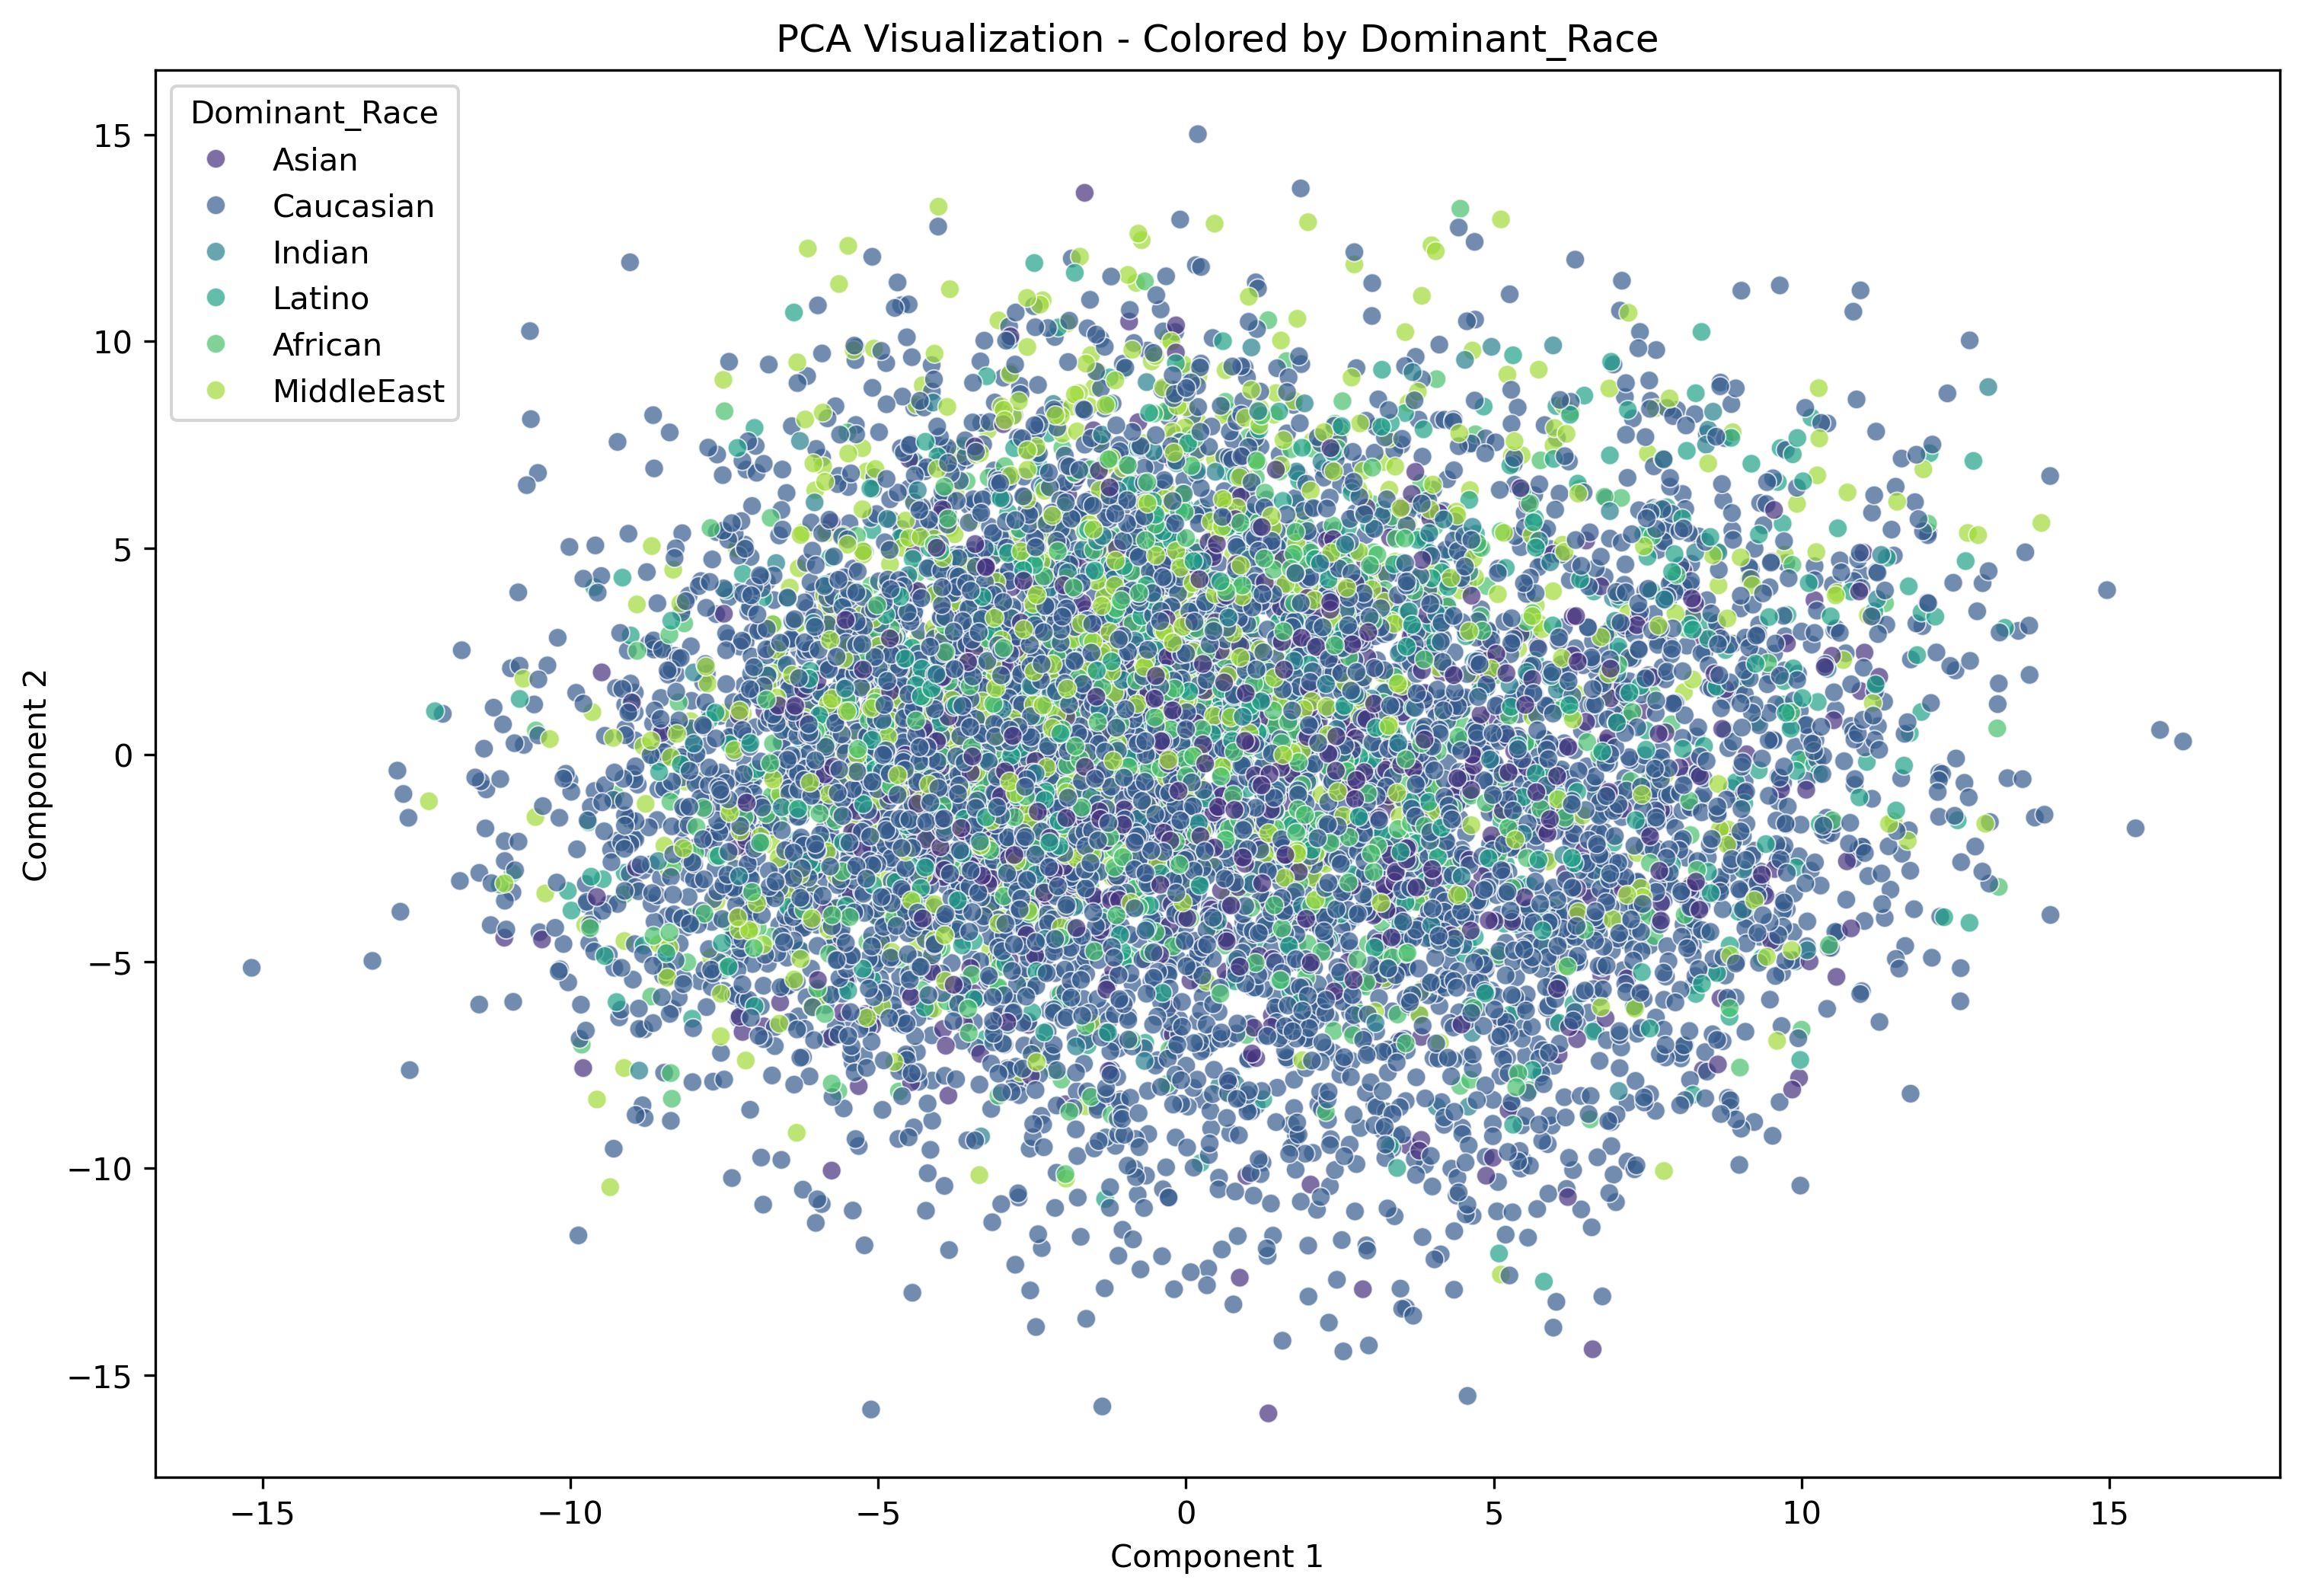 PCA Visualization - Colored by Dominant_Race
Dominant_Race
Asian
Caucasian
Indian
Latino
African
MiddleEast
15
10
5
0
−5
−10
−15
Component 2
−15
−10
−5
0
5
10
15
Component 1